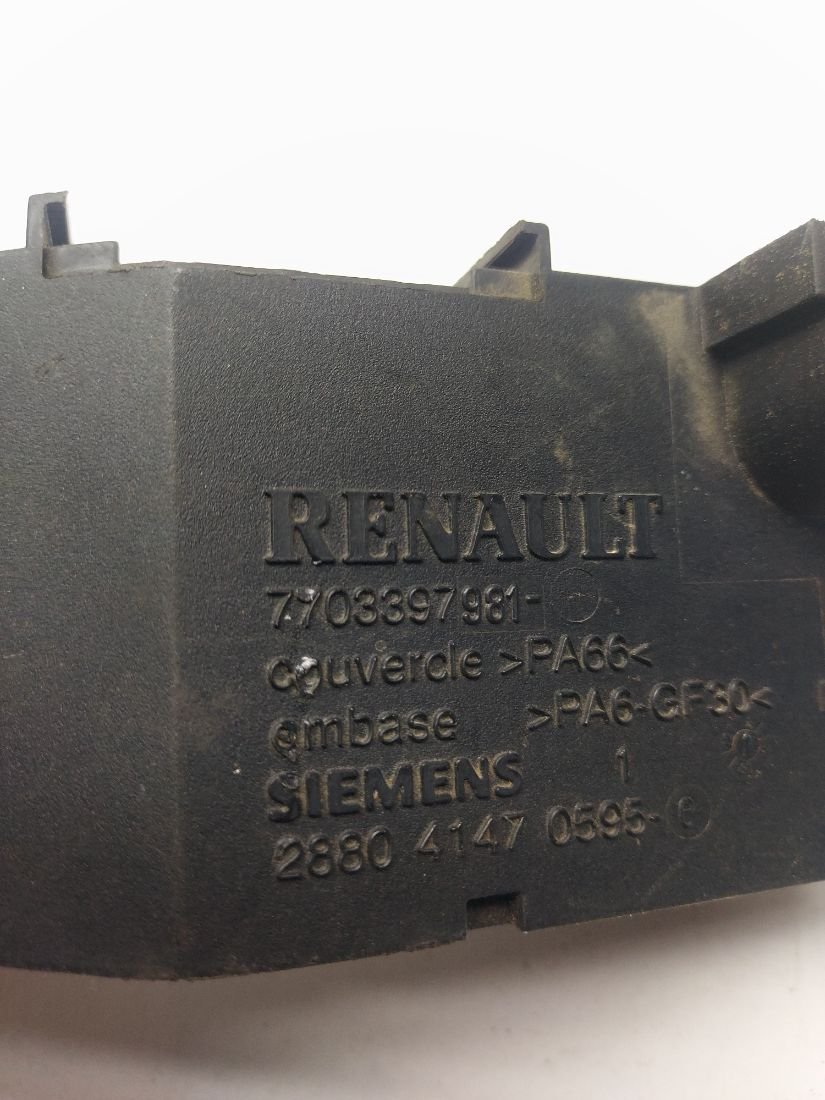 RENAULT
7703397981-
couvercle >PA66<
embase >PA6-GF30<
SIEMENS 1
2880 4147 0595-